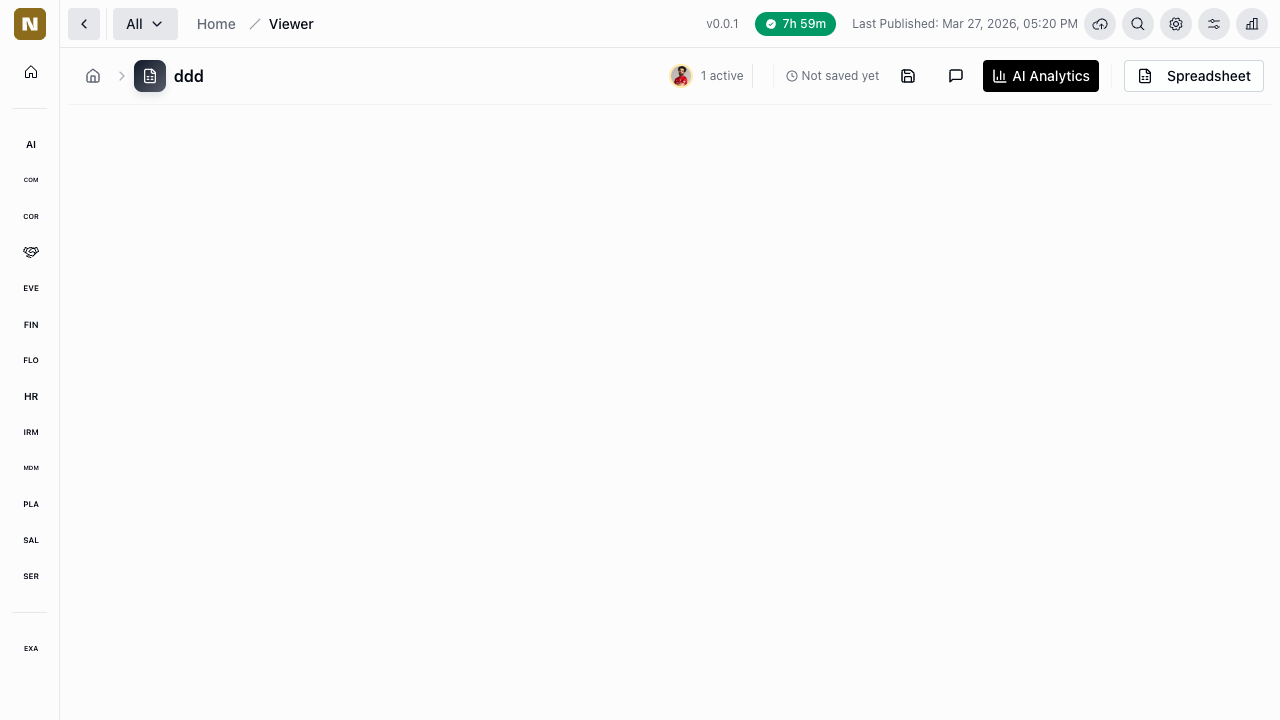 N
All
Home
Viewer
v0.0.1
7h 59m
Last Published: Mar 27, 2026, 05:20 PM
ddd
1 active
Not saved yet
AI Analytics
Spreadsheet
AI
COM
COR
EVE
FIN
FLO
HR
IRM
MDM
PLA
SAL
SER
EXA